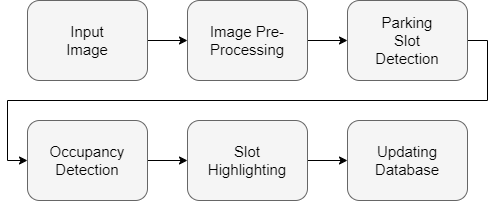 Input
Image
Image Pre-
Processing
Parking
Slot
Detection
Occupancy
Detection
Slot
Highlighting
Updating
Database